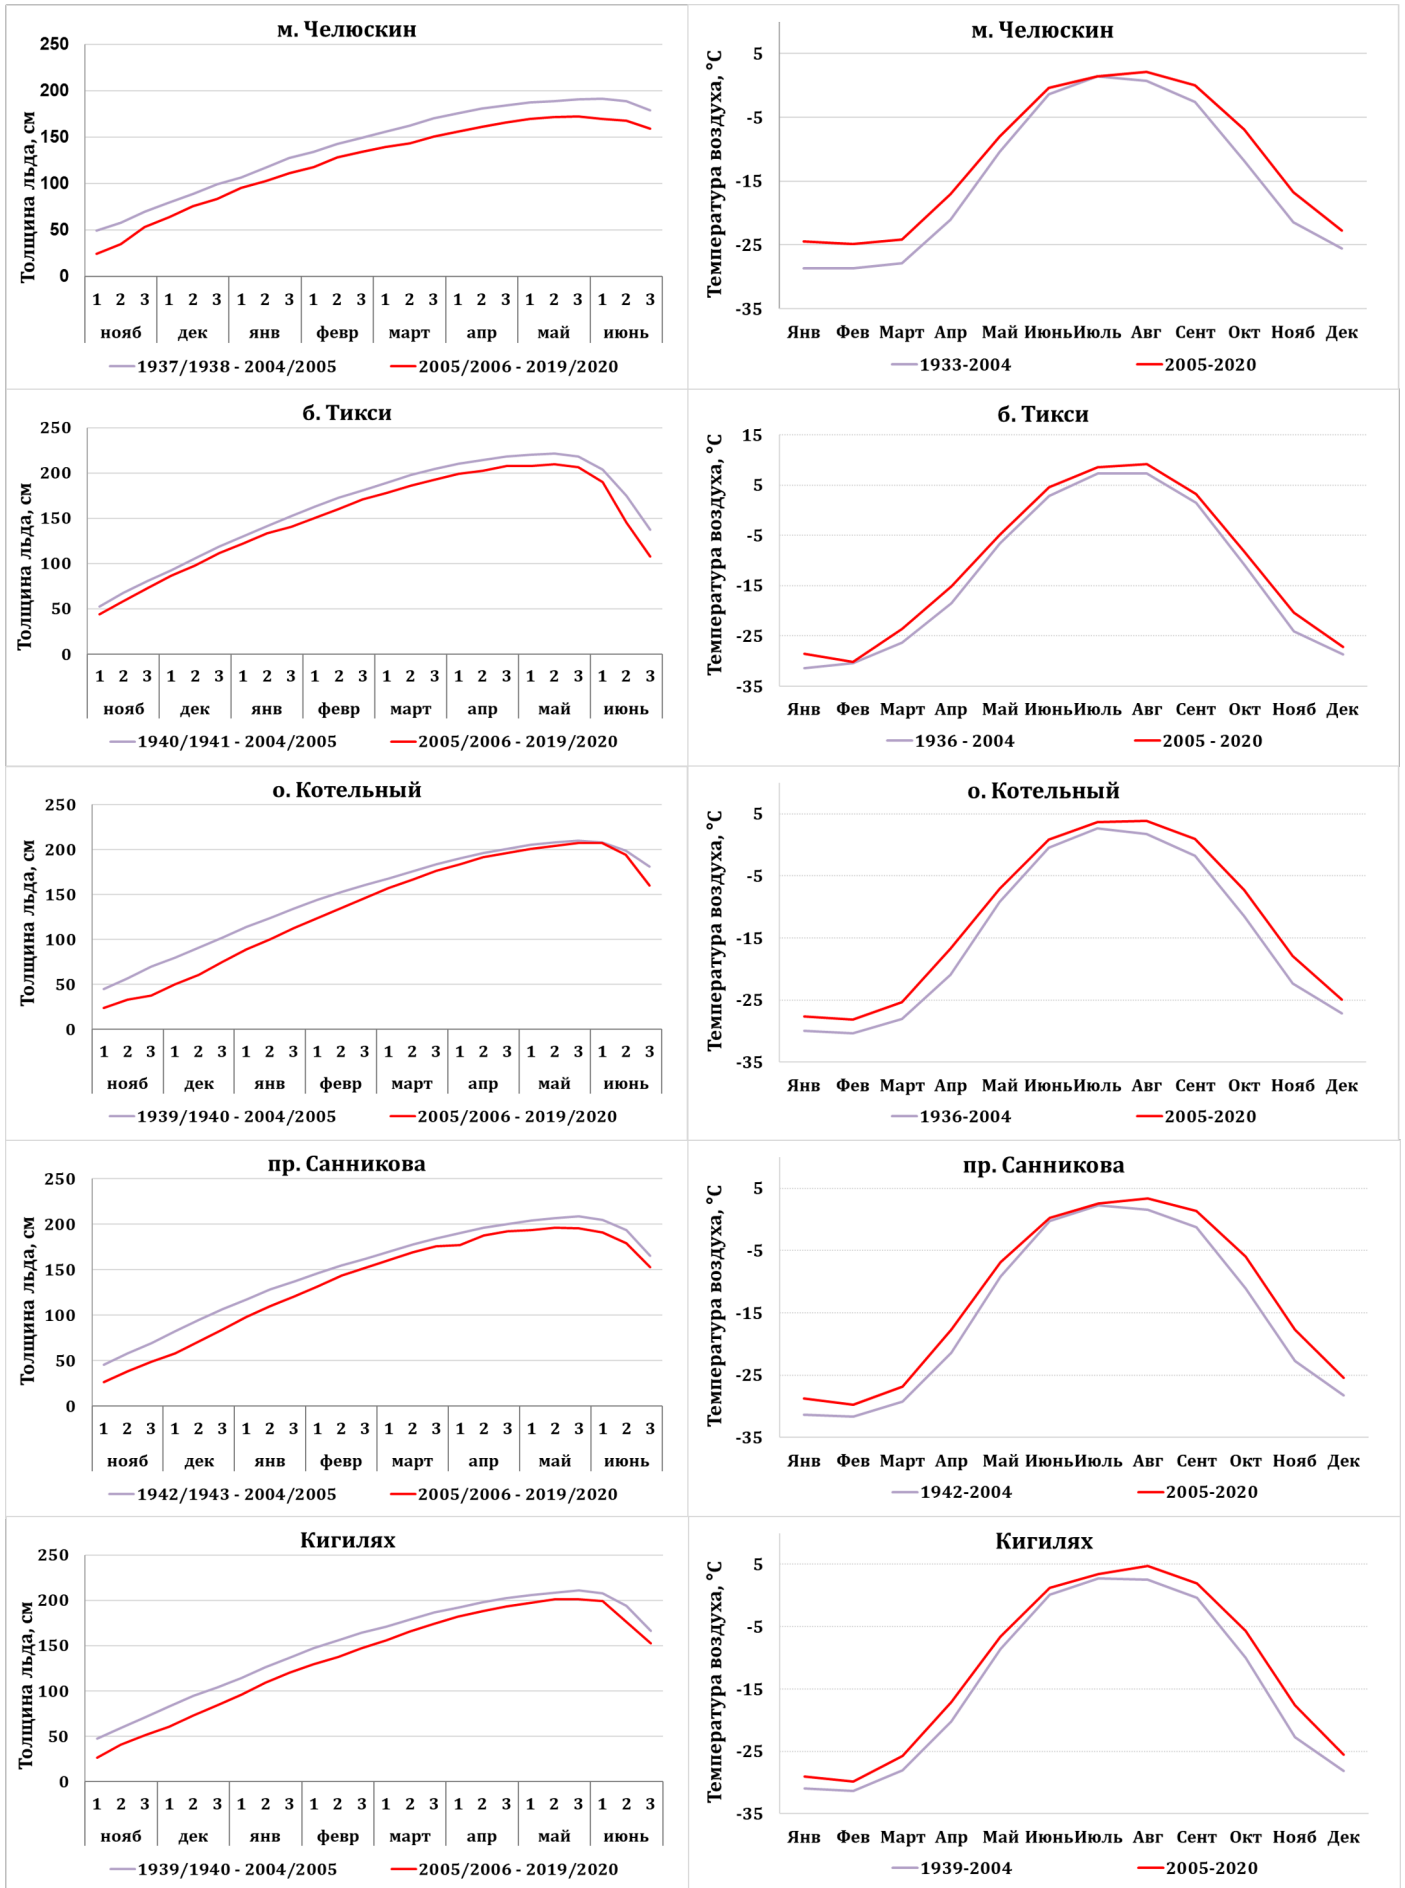 м. Челюскин
Толщина льда, см
250
200
150
100
50
0
1 2 3 1 2 3 1 2 3 1 2 3 1 2 3 1 2 3 1 2 3 1 2 3
нояб дек янв февр март апр май июнь
1937/1938 - 2004/2005 2005/2006 - 2019/2020
м. Челюскин
Температура воздуха, °С
5
-5
-15
-25
-35
Янв Фев Март Апр Май Июнь Июль Авг Сент Окт Нояб Дек
1933-2004 2005-2020
б. Тикси
Толщина льда, см
250
200
150
100
50
0
1 2 3 1 2 3 1 2 3 1 2 3 1 2 3 1 2 3 1 2 3 1 2 3
нояб дек янв февр март апр май июнь
1940/1941 - 2004/2005 2005/2006 - 2019/2020
б. Тикси
Температура воздуха, °С
15
5
-5
-15
-25
-35
Янв Фев Март Апр Май Июнь Июль Авг Сент Окт Нояб Дек
1936 - 2004 2005 - 2020
о. Котельный
Толщина льда, см
250
200
150
100
50
0
1 2 3 1 2 3 1 2 3 1 2 3 1 2 3 1 2 3 1 2 3 1 2 3
нояб дек янв февр март апр май июнь
1939/1940 - 2004/2005 2005/2006 - 2019/2020
о. Котельный
Температура воздуха, °С
5
-5
-15
-25
-35
Янв Фев Март Апр Май Июнь Июль Авг Сент Окт Нояб Дек
1936-2004 2005-2020
пр. Санникова
Толщина льда, см
250
200
150
100
50
0
1 2 3 1 2 3 1 2 3 1 2 3 1 2 3 1 2 3 1 2 3 1 2 3
нояб дек янв февр март апр май июнь
1942/1943 - 2004/2005 2005/2006 - 2019/2020
пр. Санникова
Температура воздуха, °С
5
-5
-15
-25
-35
Янв Фев Март Апр Май Июнь Июль Авг Сент Окт Нояб Дек
1942-2004 2005-2020
Кигилях
Толщина льда, см
250
200
150
100
50
0
1 2 3 1 2 3 1 2 3 1 2 3 1 2 3 1 2 3 1 2 3 1 2 3
нояб дек янв февр март апр май июнь
1939/1940 - 2004/2005 2005/2006 - 2019/2020
Кигилях
Температура воздуха, °С
5
-5
-15
-25
-35
Янв Фев Март Апр Май Июнь Июль Авг Сент Окт Нояб Дек
1939-2004 2005-2020